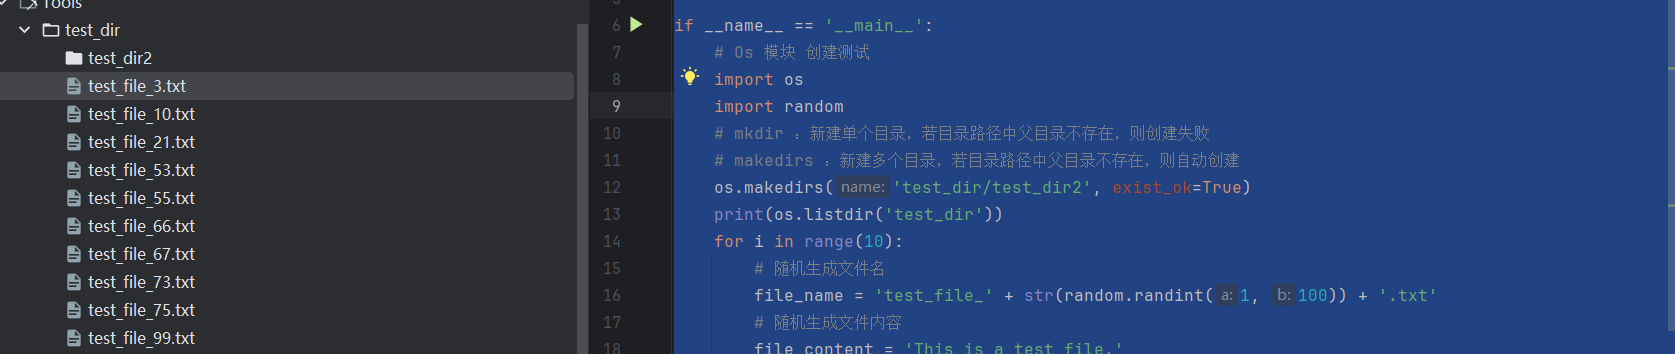 Tools
test_dir
test_dir2
test_file_3.txt
test_file_10.txt
test_file_21.txt
test_file_53.txt
test_file_55.txt
test_file_66.txt
test_file_67.txt
test_file_73.txt
test_file_75.txt
test_file_99.txt
6 if __name__ == '__main__':
7 # Os 模块 创建测试
8 import os
9 import random
10 # mkdir : 新建单个目录，若目录路径中父目录不存在，则创建失败
11 # makedirs : 新建多个目录，若目录路径中父目录不存在，则自动创建
12 os.makedirs( name: 'test_dir/test_dir2', exist_ok=True)
13 print(os.listdir('test_dir'))
14 for i in range(10):
15 # 随机生成文件名
16 file_name = 'test_file_' + str(random.randint( a: 1, b: 100)) + '.txt'
17 # 随机生成文件内容
18 file_content = 'This is a test file.'